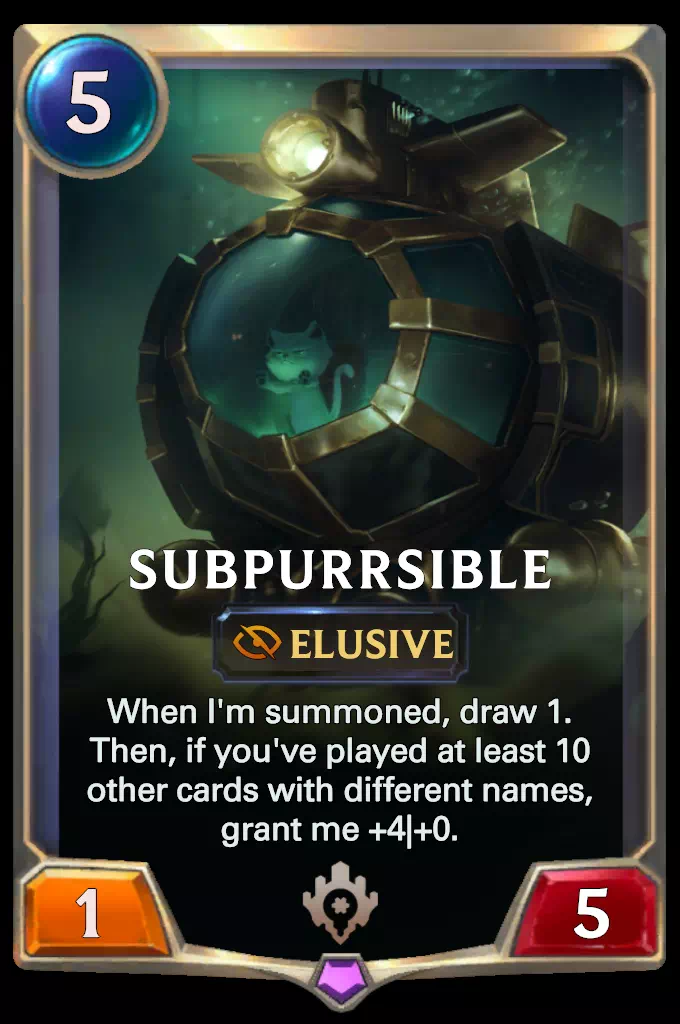 5
SUBPURRSIBLE
ELUSIVE
When I'm summoned, draw 1.
Then, if you've played at least 10
other cards with different names,
grant me +4|+0.
1
5